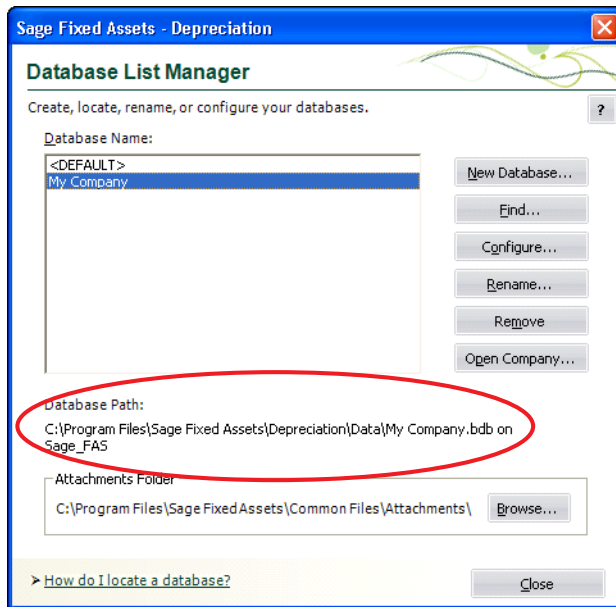 Sage Fixed Assets - Depreciation
Database List Manager
Create, locate, rename, or configure your databases.
?
Database Name:
<DEFAULT>
My Company
New Database...
Find...
Configure...
Rename...
Remove
Open Company...
Database Path:
C:\Program Files\Sage Fixed Assets\Depreciation\Data\My Company.bdb on
Sage_FAS
Attachments Folder
C:\Program Files\Sage Fixed Assets\Common Files\Attachments\
Browse...
How do I locate a database?
Close